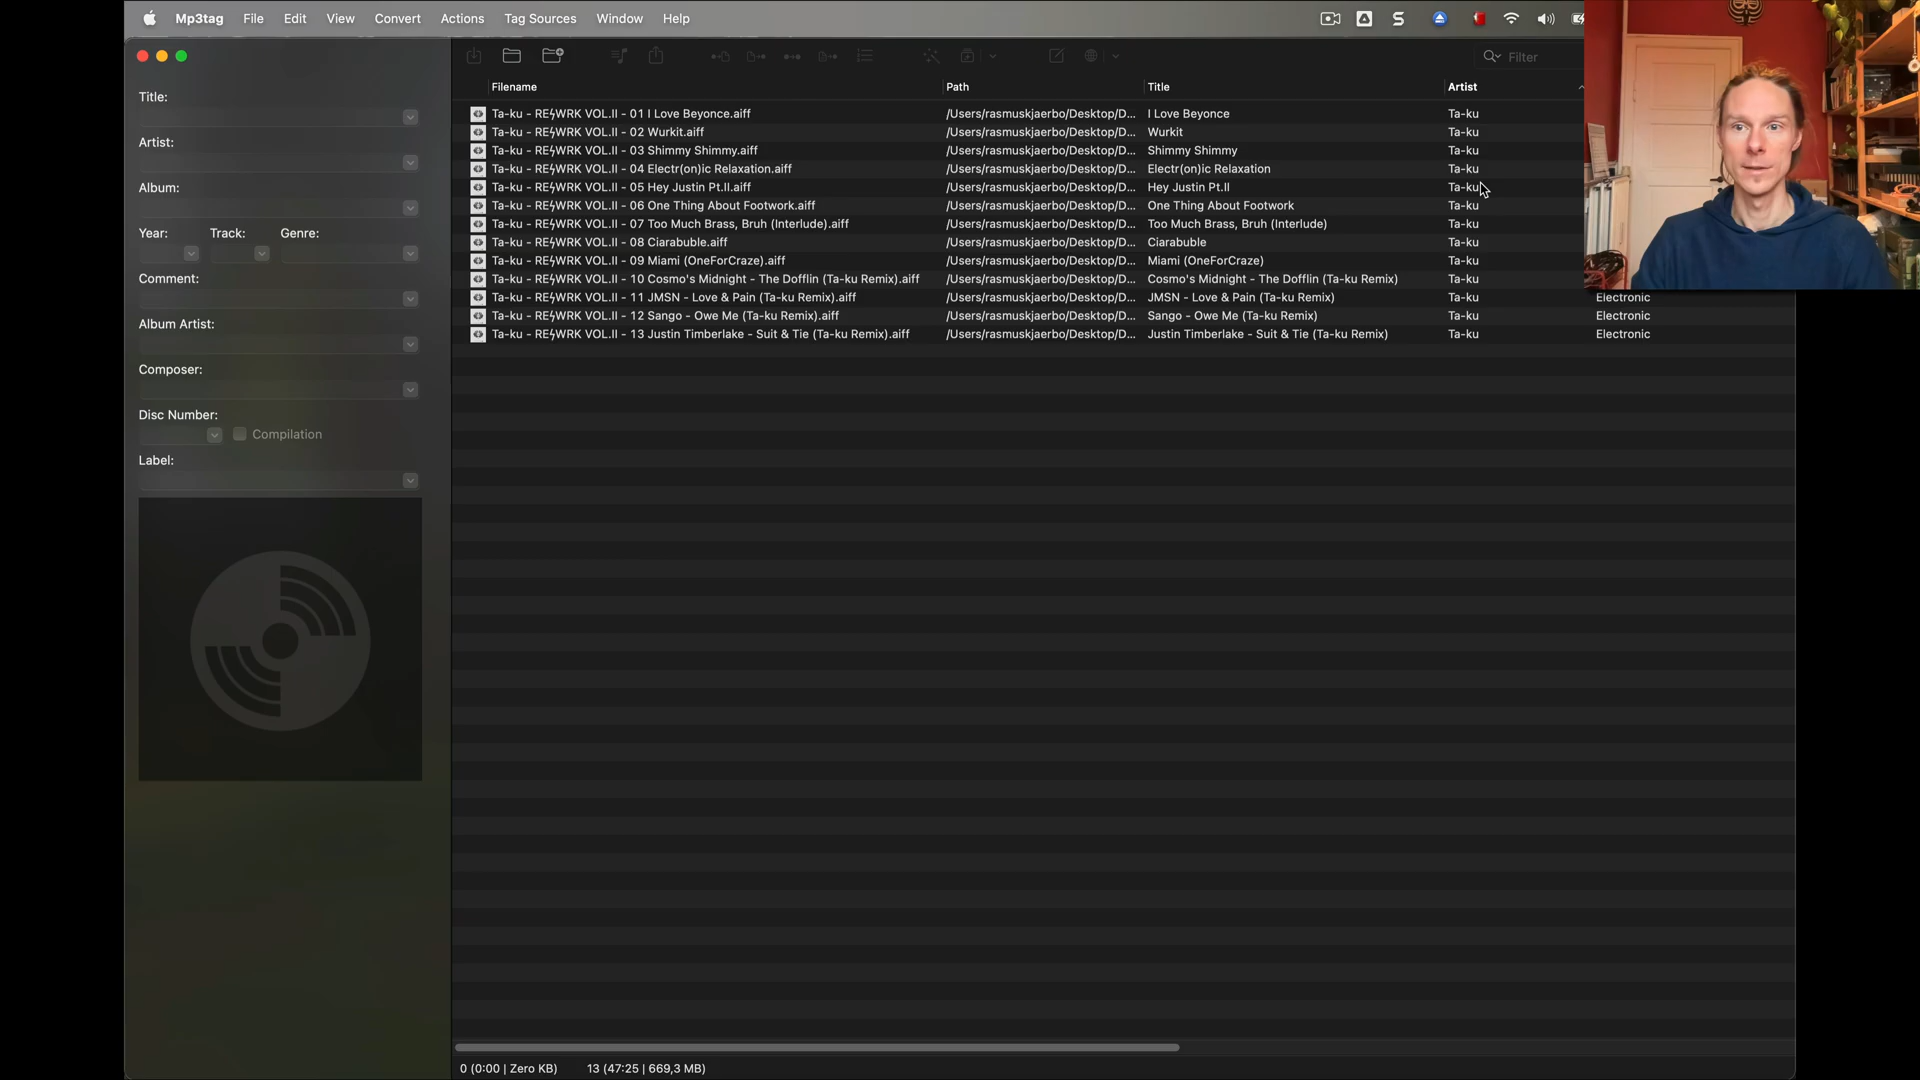 Mp3tag File Edit View Convert Actions Tag Sources Window Help
Filter
Title:
Artist:
Album:
Year: Track: Genre:
Comment:
Album Artist:
Composer:
Disc Number:
Compilation
Label:
Filename Path Title Artist
Ta-ku - RE⚡WRK VOL.II - 01 I Love Beyonce.aiff /Users/rasmuskjaerbo/Desktop/D... I Love Beyonce Ta-ku
Ta-ku - RE⚡WRK VOL.II - 02 Wurkit.aiff /Users/rasmuskjaerbo/Desktop/D... Wurkit Ta-ku
Ta-ku - RE⚡WRK VOL.II - 03 Shimmy Shimmy.aiff /Users/rasmuskjaerbo/Desktop/D... Shimmy Shimmy Ta-ku
Ta-ku - RE⚡WRK VOL.II - 04 Electr(on)ic Relaxation.aiff /Users/rasmuskjaerbo/Desktop/D... Electr(on)ic Relaxation Ta-ku
Ta-ku - RE⚡WRK VOL.II - 05 Hey Justin Pt.II.aiff /Users/rasmuskjaerbo/Desktop/D... Hey Justin Pt.II Ta-ku
Ta-ku - RE⚡WRK VOL.II - 06 One Thing About Footwork.aiff /Users/rasmuskjaerbo/Desktop/D... One Thing About Footwork Ta-ku
Ta-ku - RE⚡WRK VOL.II - 07 Too Much Brass, Bruh (Interlude).aiff /Users/rasmuskjaerbo/Desktop/D... Too Much Brass, Bruh (Interlude) Ta-ku
Ta-ku - RE⚡WRK VOL.II - 08 Ciarabuble.aiff /Users/rasmuskjaerbo/Desktop/D... Ciarabuble Ta-ku
Ta-ku - RE⚡WRK VOL.II - 09 Miami (OneForCraze).aiff /Users/rasmuskjaerbo/Desktop/D... Miami (OneForCraze) Ta-ku
Ta-ku - RE⚡WRK VOL.II - 10 Cosmo's Midnight - The Dofflin (Ta-ku Remix).aiff /Users/rasmuskjaerbo/Desktop/D... Cosmo's Midnight - The Dofflin (Ta-ku Remix) Ta-ku
Ta-ku - RE⚡WRK VOL.II - 11 JMSN - Love & Pain (Ta-ku Remix).aiff /Users/rasmuskjaerbo/Desktop/D... JMSN - Love & Pain (Ta-ku Remix) Ta-ku Electronic
Ta-ku - RE⚡WRK VOL.II - 12 Sango - Owe Me (Ta-ku Remix).aiff /Users/rasmuskjaerbo/Desktop/D... Sango - Owe Me (Ta-ku Remix) Ta-ku Electronic
Ta-ku - RE⚡WRK VOL.II - 13 Justin Timberlake - Suit & Tie (Ta-ku Remix).aiff /Users/rasmuskjaerbo/Desktop/D... Justin Timberlake - Suit & Tie (Ta-ku Remix) Ta-ku Electronic
0 (0:00 | Zero KB) 13 (47:25 | 669,3 MB)